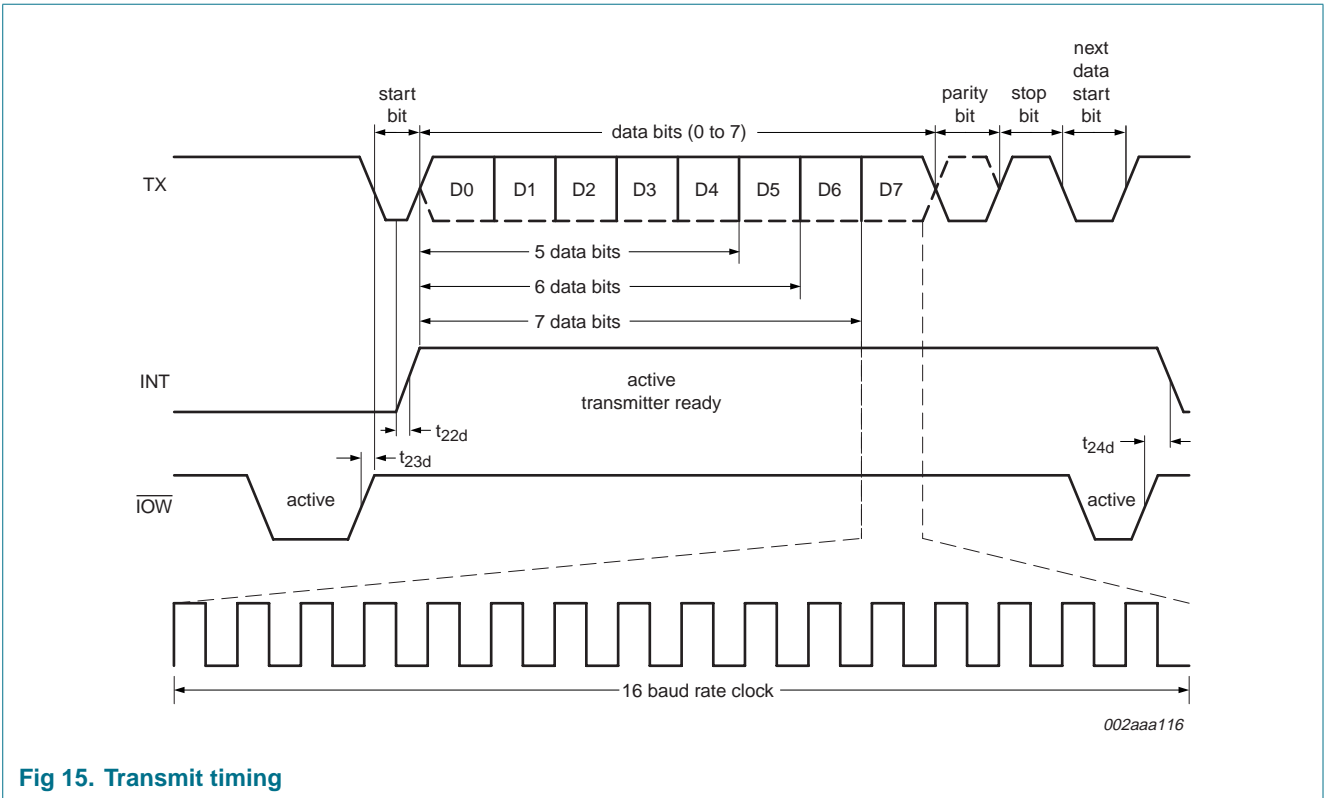 start
bit
data bits (0 to 7)
parity
bit
stop
bit
next
data
start
bit
TX
D0 D1 D2 D3 D4 D5 D6 D7
5 data bits
6 data bits
7 data bits
INT
active
transmitter ready
t22d
t23d
t24d
IOW
active
active
16 baud rate clock
002aaa116
Fig 15. Transmit timing